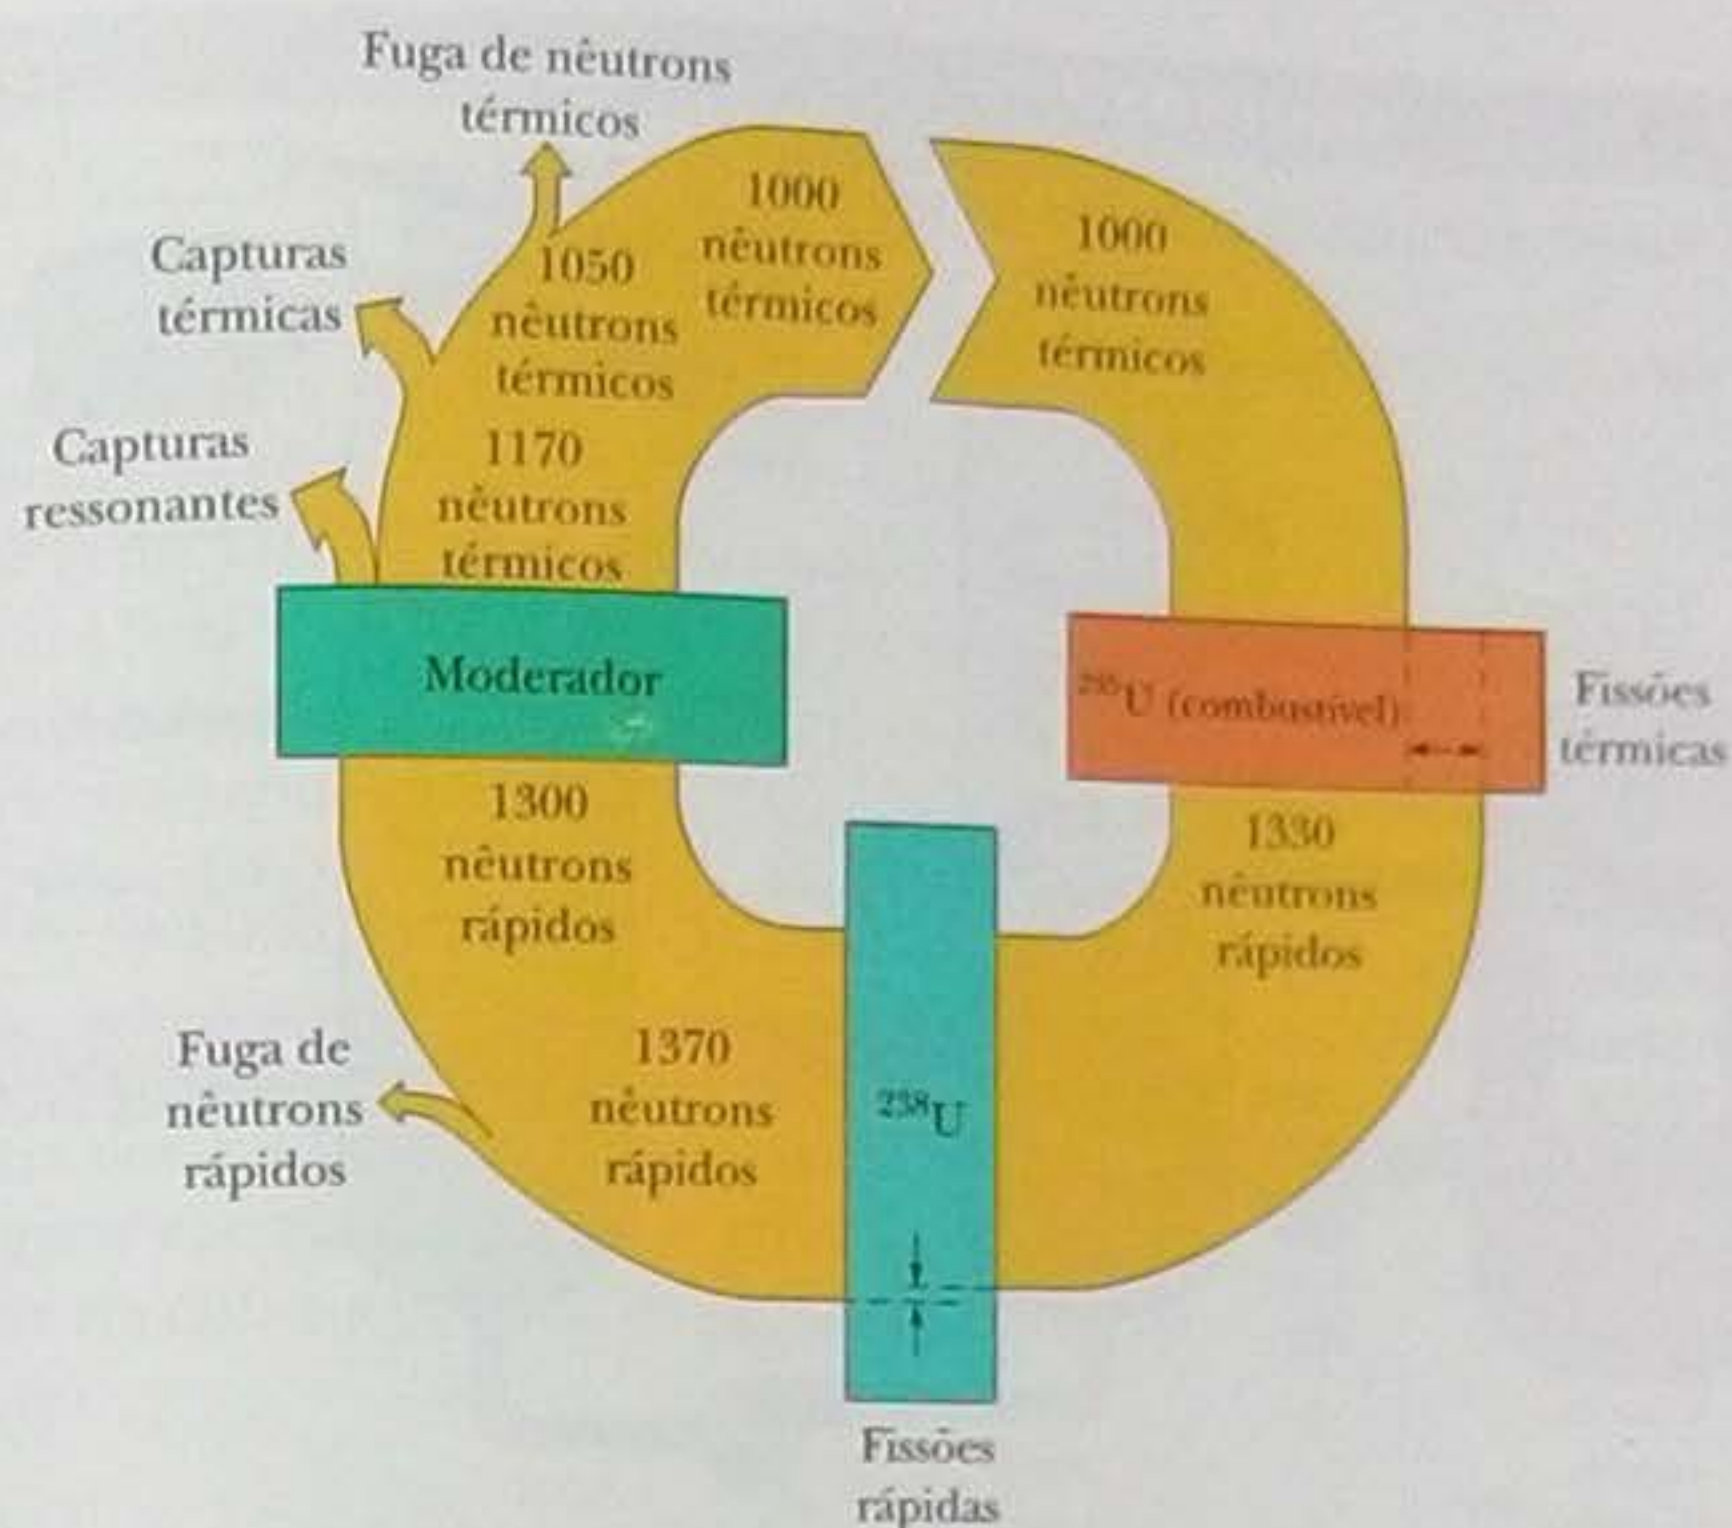 Fuga de nêutrons
térmicos
Capturas
térmicas
Capturas
ressonantes
1000
nêutrons
térmicos
1050
nêutrons
térmicos
1170
nêutrons
térmicos
1000
nêutrons
térmicos
Moderador
²³⁵U (combustível)
Fissões
térmicas
1300
nêutrons
rápidos
1330
nêutrons
rápidos
Fuga de
nêutrons
rápidos
1370
nêutrons
rápidos
²³⁸U
Fissões
rápidas